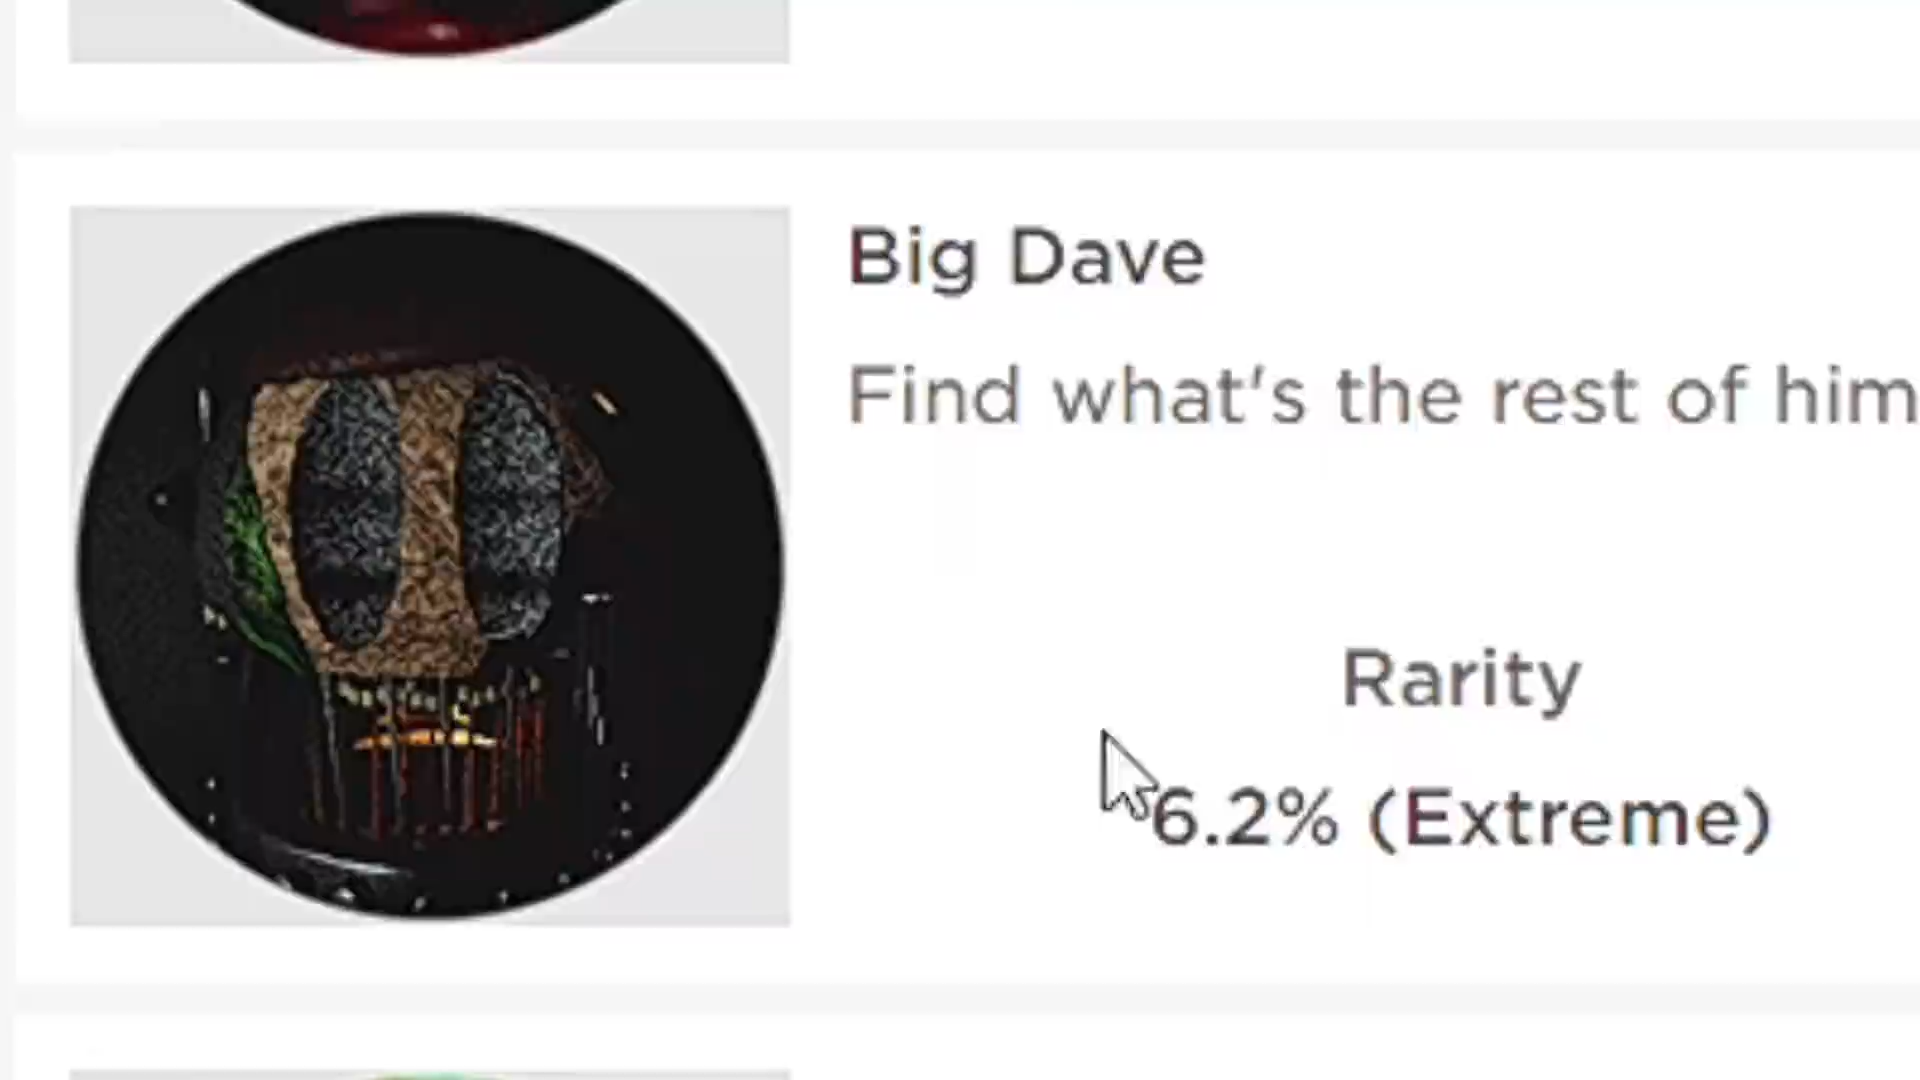 Big Dave
Find what's the rest of him
Rarity
6.2% (Extreme)